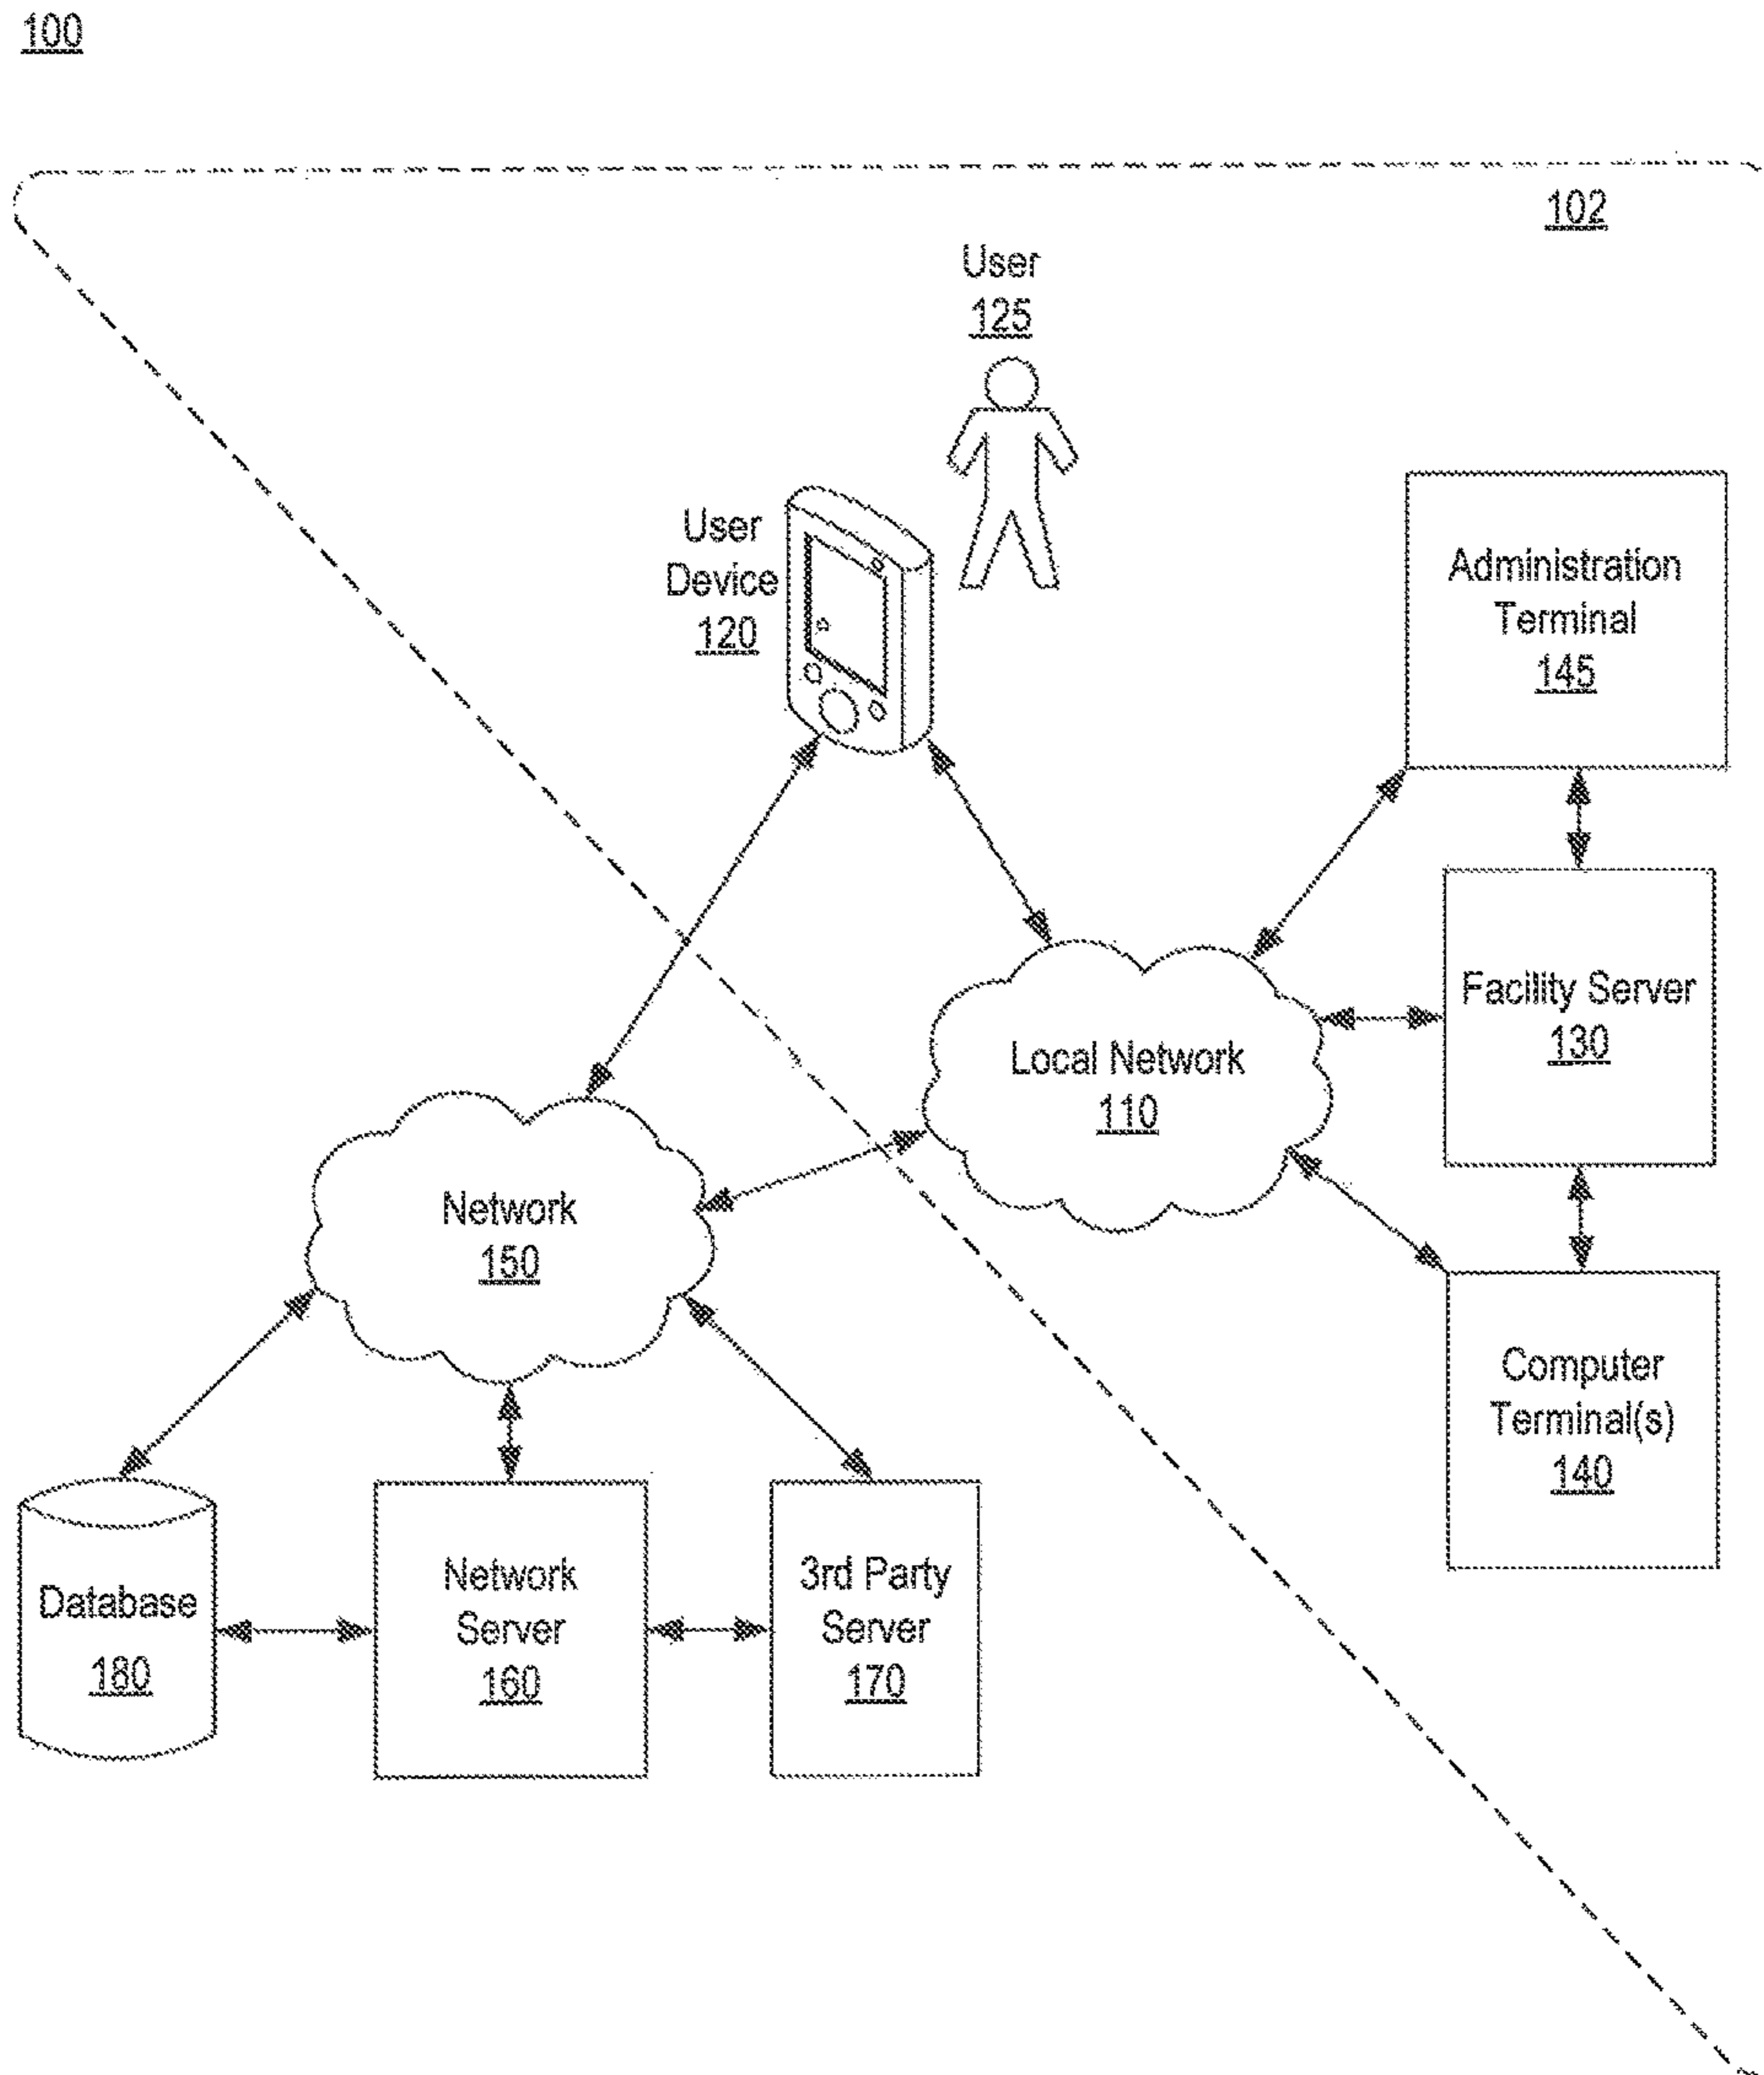 100
102
User
125
User
Device
120
Administration
Terminal
145
Facility Server
130
Local Network
110
Network
150
Computer
Terminal(s)
140
Database
180
Network
Server
160
3rd Party
Server
170